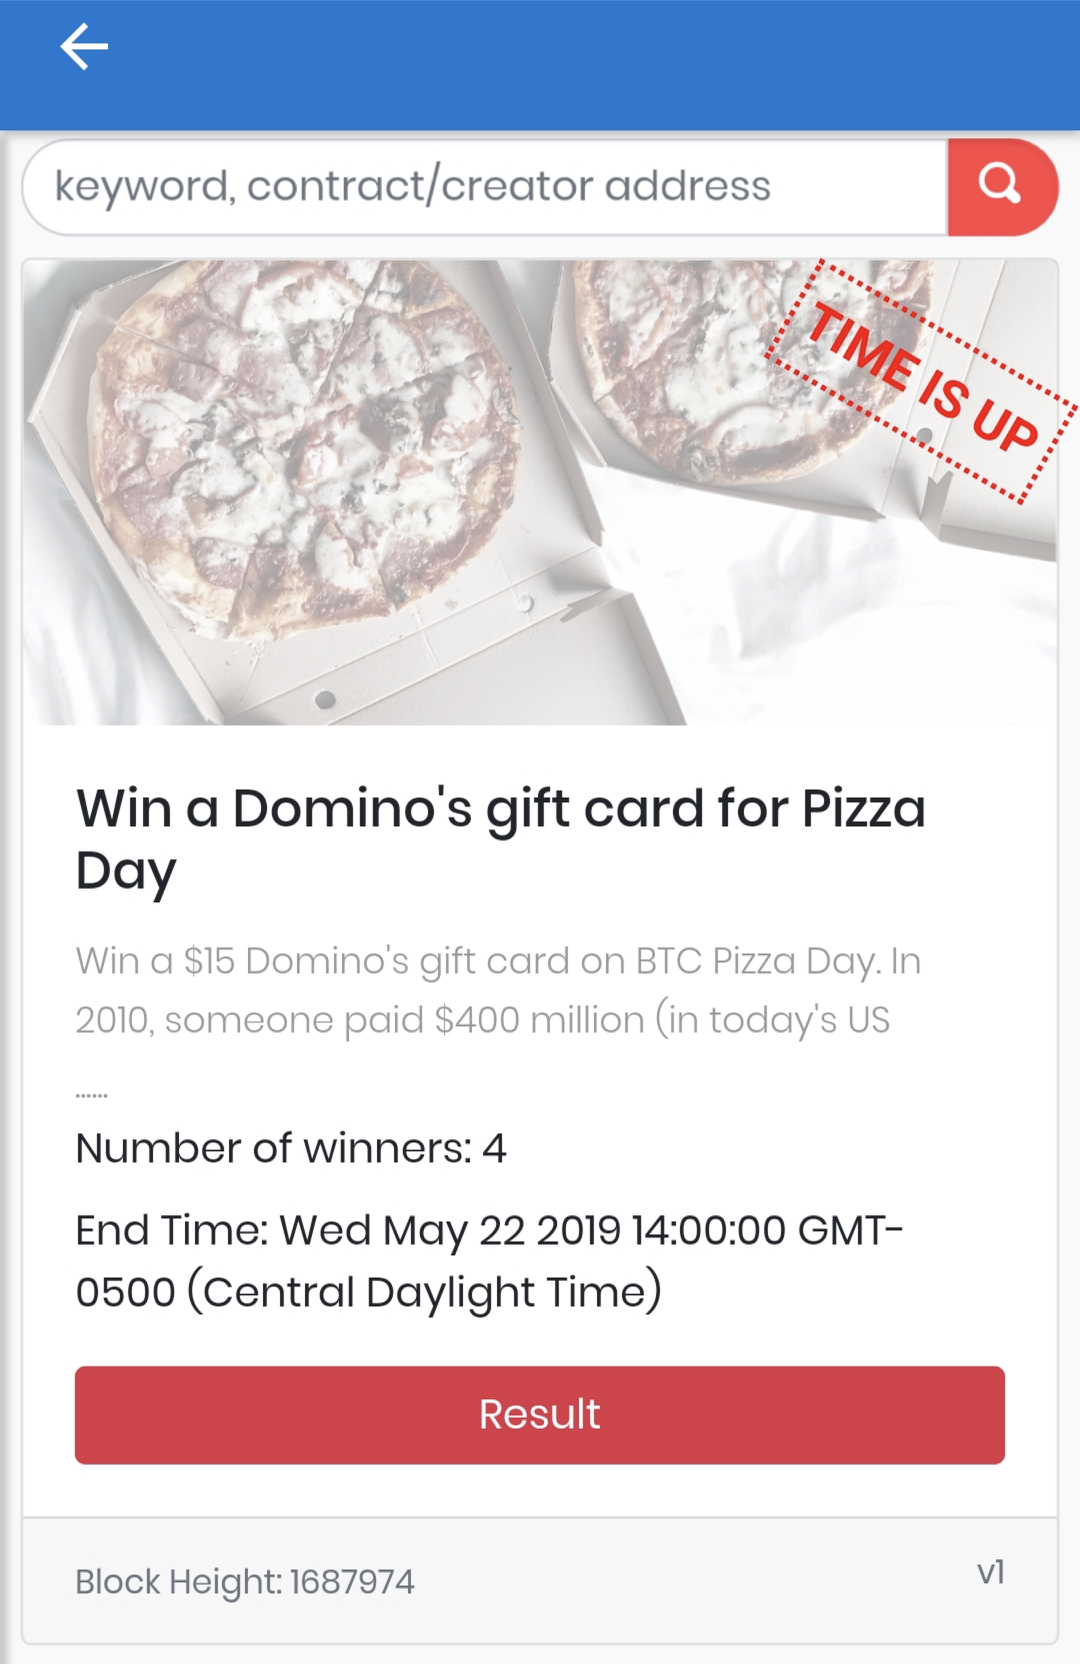 keyword, contract/creator address
TIME IS UP
Win a Domino's gift card for Pizza
Day
Win a $15 Domino's gift card on BTC Pizza Day. In
2010, someone paid $400 million (in today's US
......
Number of winners: 4
End Time: Wed May 22 2019 14:00:00 GMT-
0500 (Central Daylight Time)
Result
Block Height: 1687974
v1